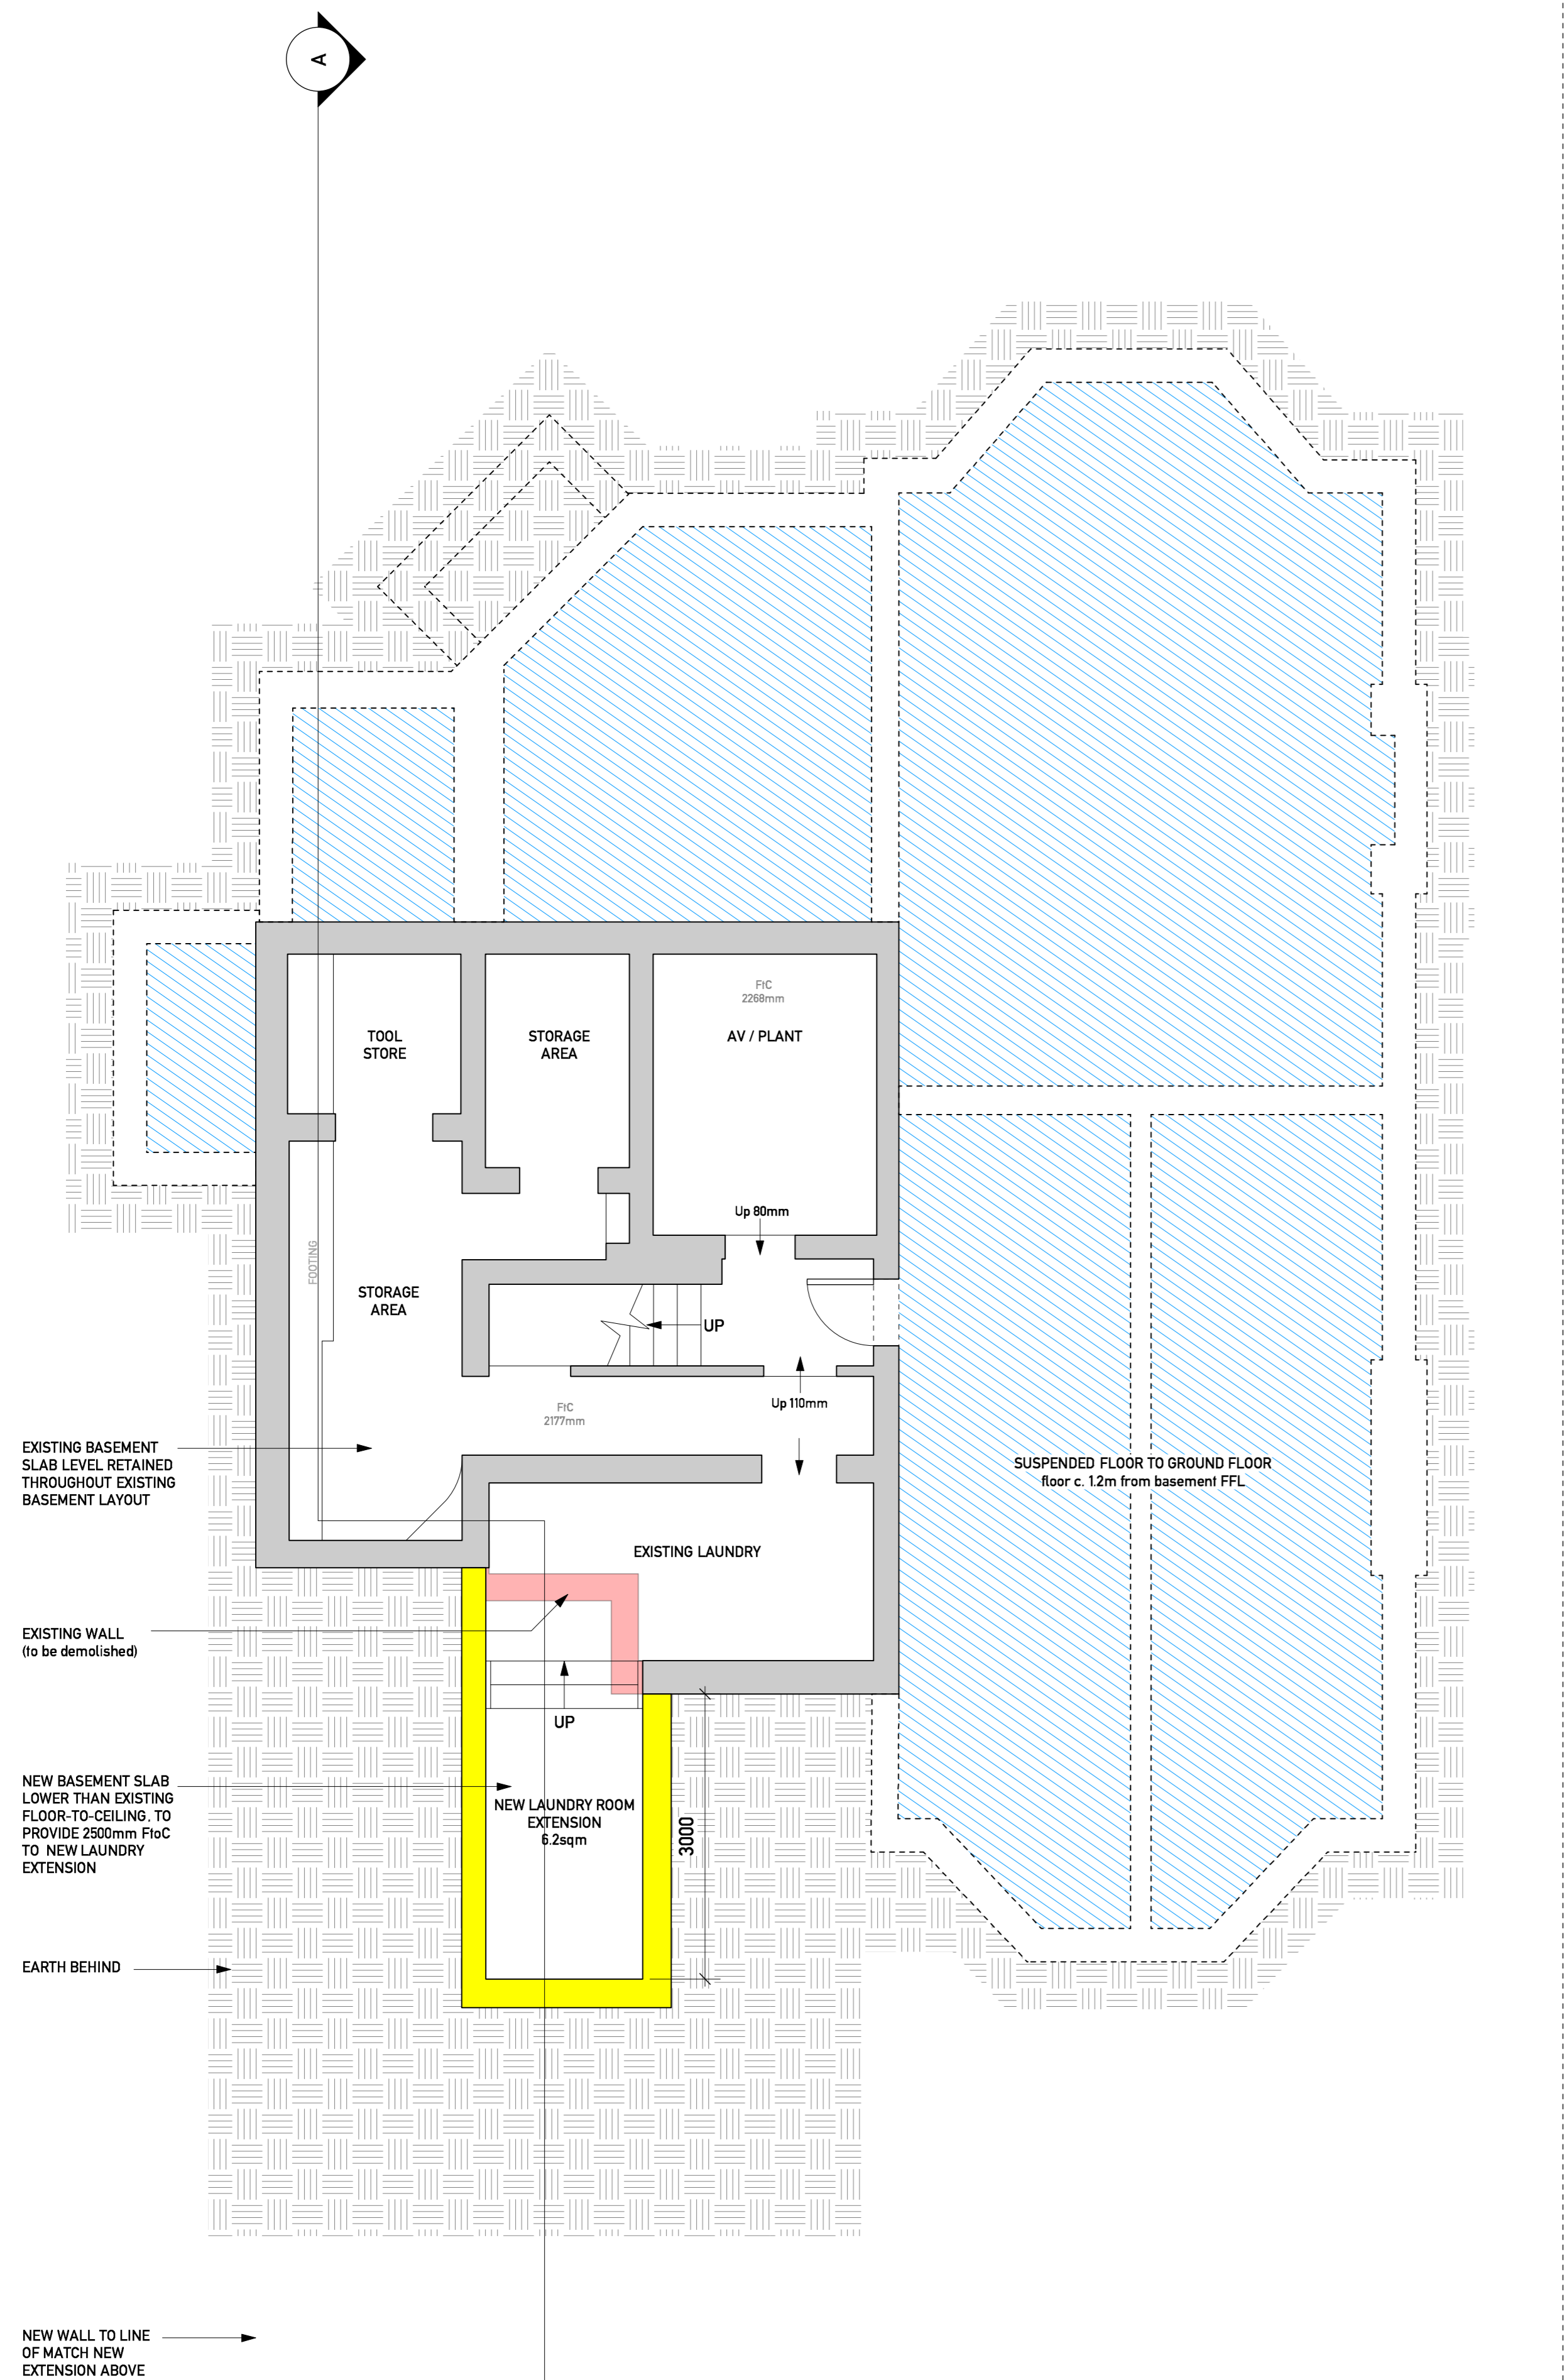 A
FtC
2268mm
TOOL
STORE
STORAGE
AREA
AV / PLANT
Up 80mm
FOOTING
STORAGE
AREA
UP
Up 110mm
FtC
2177mm
EXISTING BASEMENT
SLAB LEVEL RETAINED
THROUGHOUT EXISTING
BASEMENT LAYOUT
SUSPENDED FLOOR TO GROUND FLOOR
floor c. 1.2m from basement FFL
EXISTING LAUNDRY
EXISTING WALL
(to be demolished)
UP
NEW BASEMENT SLAB
LOWER THAN EXISTING
FLOOR-TO-CEILING, TO
PROVIDE 2500mm FtoC
TO NEW LAUNDRY
EXTENSION
NEW LAUNDRY ROOM
EXTENSION
6.2sqm
3000
EARTH BEHIND
NEW WALL TO LINE
OF MATCH NEW
EXTENSION ABOVE